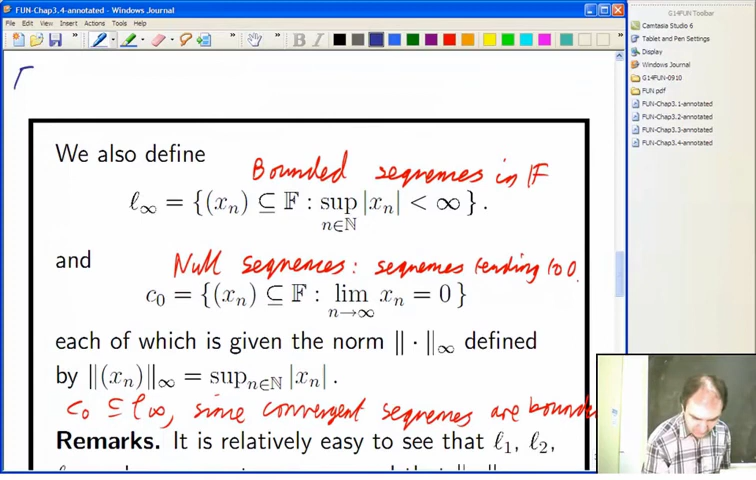 FUN-Chap3.4-annotated - Windows Journal
File Edit View Insert Actions Tools Help
G14FUN Toolbar
Camtasia Studio 6
Tablet and Pen Settings
Display
Windows Journal
G14FUN-0910
FUN pdf
FUN-Chap3.1-annotated
FUN-Chap3.2-annotated
FUN-Chap3.3-annotated
FUN-Chap3.4-annotated
We also define
Bounded sequences in 𝔽
ℓ∞ = {(xₙ) ⊆ 𝔽 : sup n∈ℕ |xₙ| < ∞ } .
and
Null sequences: sequences tending to 0.
c₀ = {(xₙ) ⊆ 𝔽 : lim n→∞ xₙ = 0 }
each of which is given the norm ‖ · ‖∞ defined
by ‖(xₙ)‖∞ = supₙ∈ℕ |xₙ| .
c₀ ⊆ ℓ∞, since convergent sequences are bounde
Remarks. It is relatively easy to see that ℓ₁, ℓ₂,